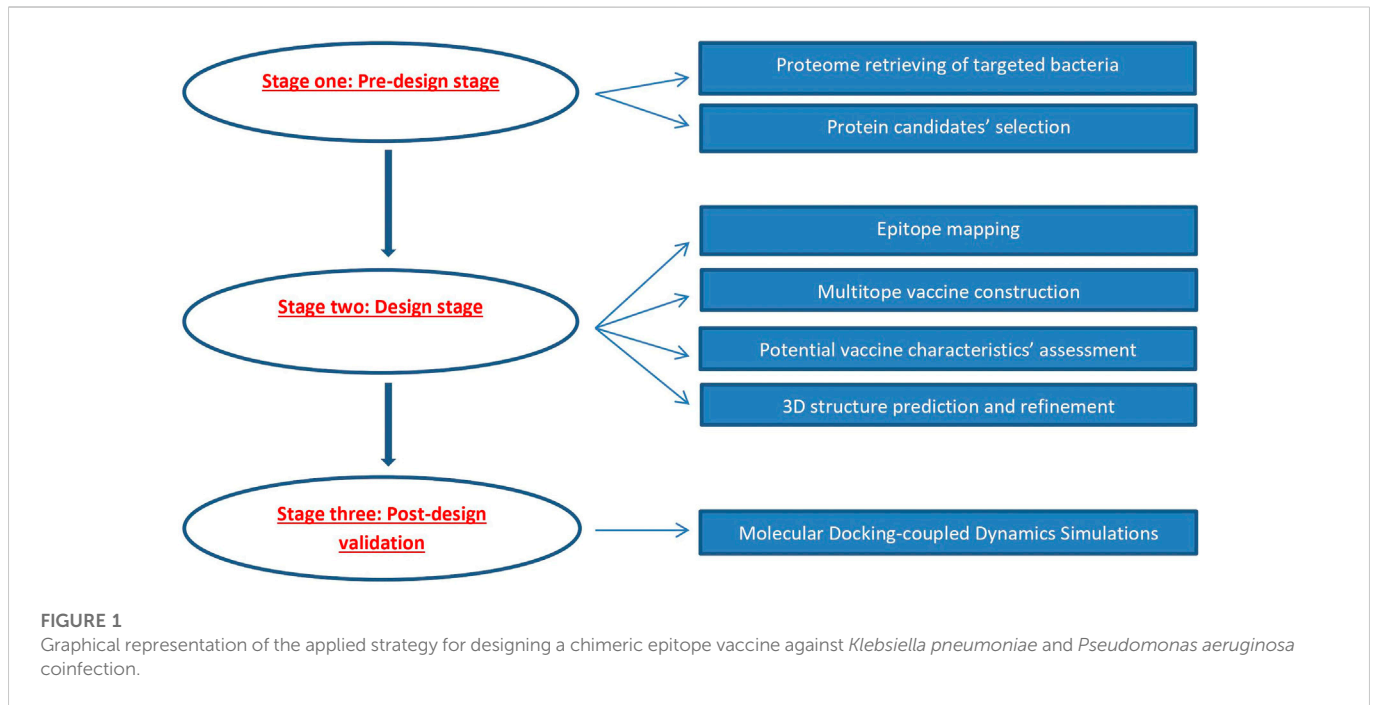 Stage one: Pre-design stage
Proteome retrieving of targeted bacteria
Protein candidates’ selection
Stage two: Design stage
Epitope mapping
Multitope vaccine construction
Potential vaccine characteristics’ assessment
3D structure prediction and refinement
Stage three: Post-design
validation
Molecular Docking-coupled Dynamics Simulations
FIGURE 1
Graphical representation of the applied strategy for designing a chimeric epitope vaccine against Klebsiella pneumoniae and Pseudomonas aeruginosa
coinfection.